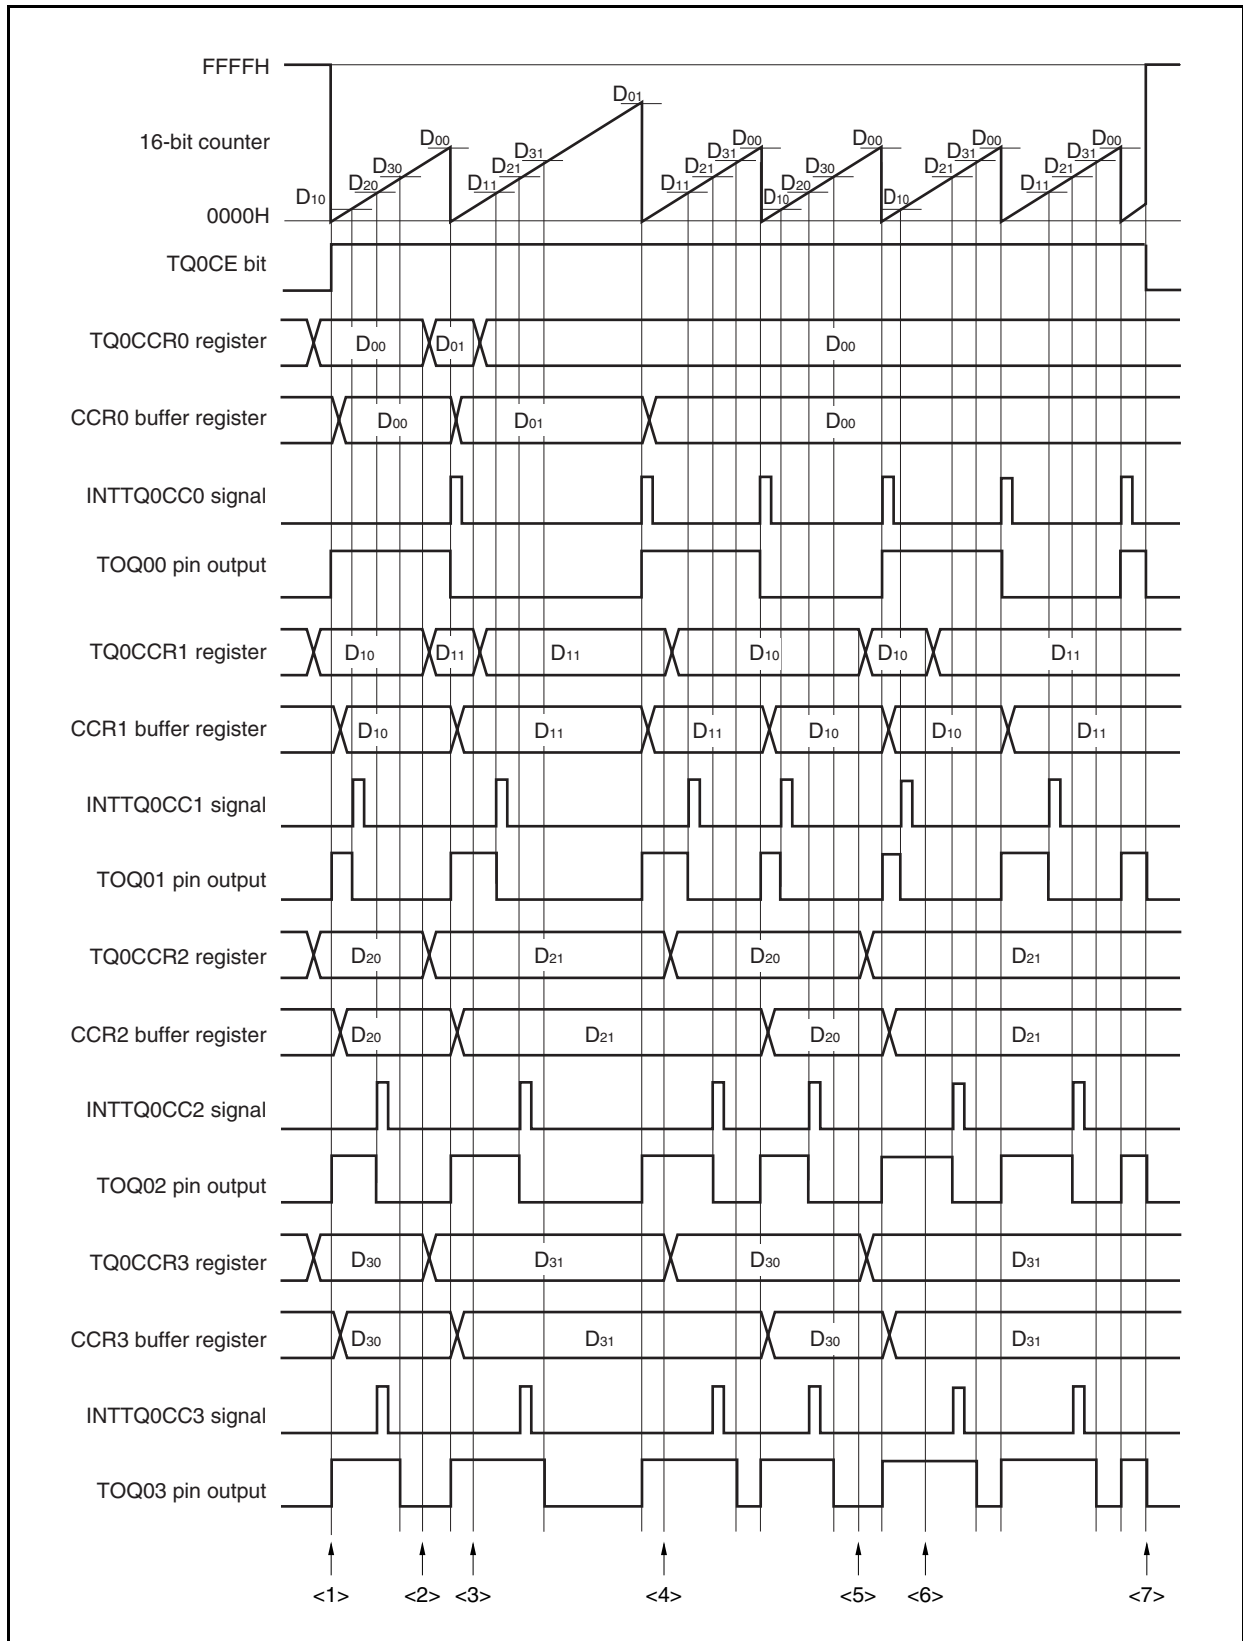 FFFFH
D01
16-bit counter
D00 D00 D00 D00 D00
D30 D31 D31 D30 D31 D31
D20 D21 D21 D20 D21 D21
D10 D11 D11 D10 D10 D11
0000H
TQ0CE bit
TQ0CCR0 register D00 D01 D00
CCR0 buffer register D00 D01 D00
INTTQ0CC0 signal
TOQ00 pin output
TQ0CCR1 register D10 D11 D11 D10 D10 D11
CCR1 buffer register D10 D11 D11 D10 D10 D11
INTTQ0CC1 signal
TOQ01 pin output
TQ0CCR2 register D20 D21 D20 D21
CCR2 buffer register D20 D21 D20 D21
INTTQ0CC2 signal
TOQ02 pin output
TQ0CCR3 register D30 D31 D30 D31
CCR3 buffer register D30 D31 D30 D31
INTTQ0CC3 signal
TOQ03 pin output
<1> <2> <3> <4> <5> <6> <7>